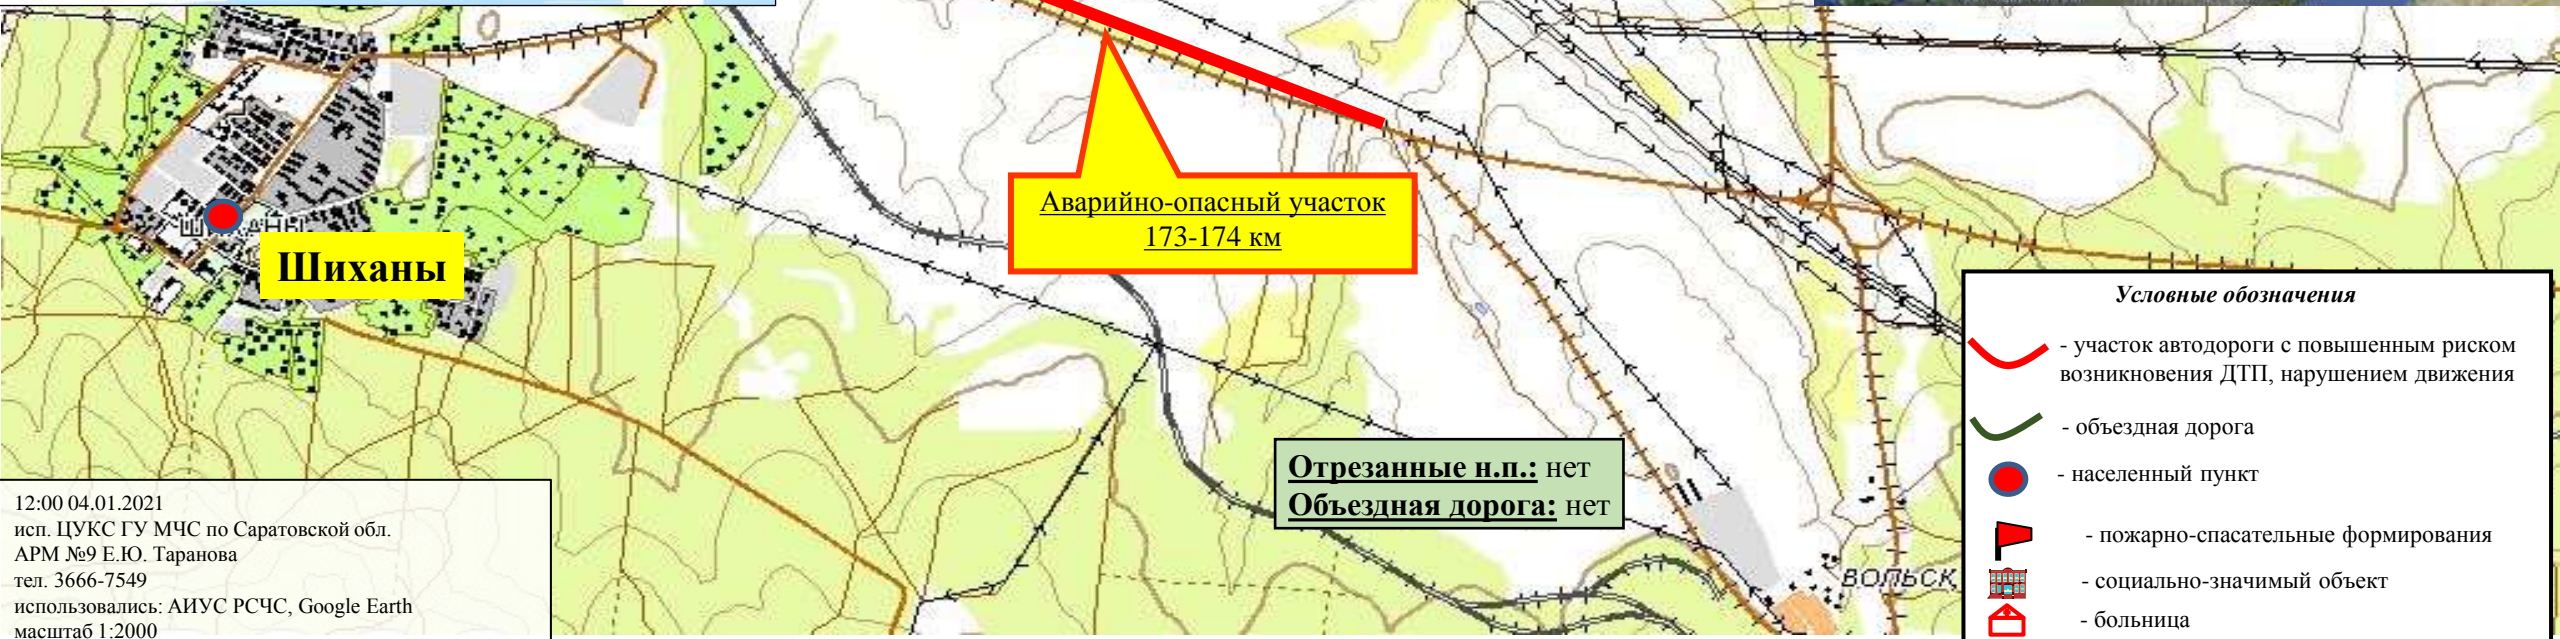 ШИХАНЫ
Шиханы
Аварийно-опасный участок
173-174 км
Отрезанные н.п.: нет
Объездная дорога: нет
ВОЛЬСК
12:00 04.01.2021
исп. ЦУКС ГУ МЧС по Саратовской обл.
АРМ №9 Е.Ю. Таранова
тел. 3666-7549
использовались: АИУС РСЧС, Google Earth
масштаб 1:2000
Условные обозначения
- участок автодороги с повышенным риском
возникновения ДТП, нарушением движения
- объездная дорога
- населенный пункт
- пожарно-спасательные формирования
- социально-значимый объект
- больница